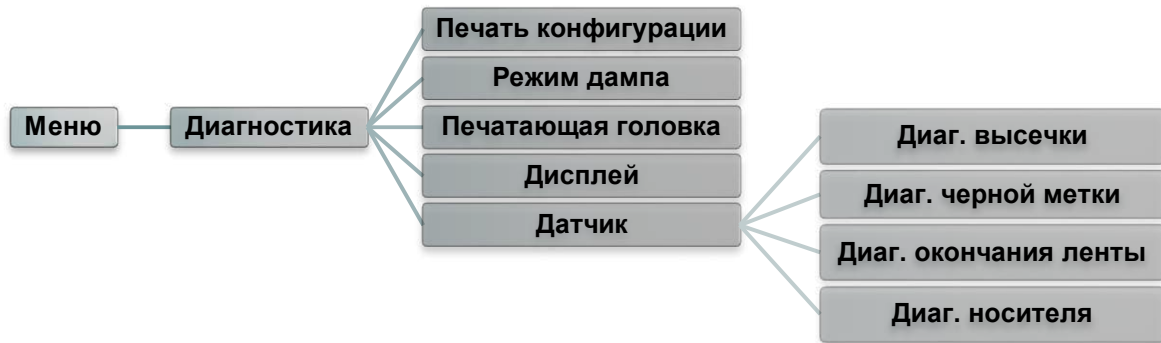 Меню
Диагностика
Печать конфигурации
Режим дампа
Печатающая головка
Дисплей
Датчик
Диаг. высечки
Диаг. черной метки
Диаг. окончания ленты
Диаг. носителя